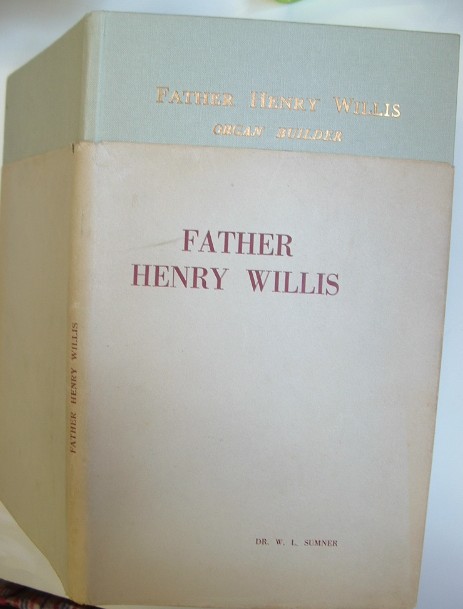 FATHER HENRY WILLIS
ORGAN BUILDER
FATHER
HENRY WILLIS
FATHER HENRY WILLIS
DR. W. L. SUMNER